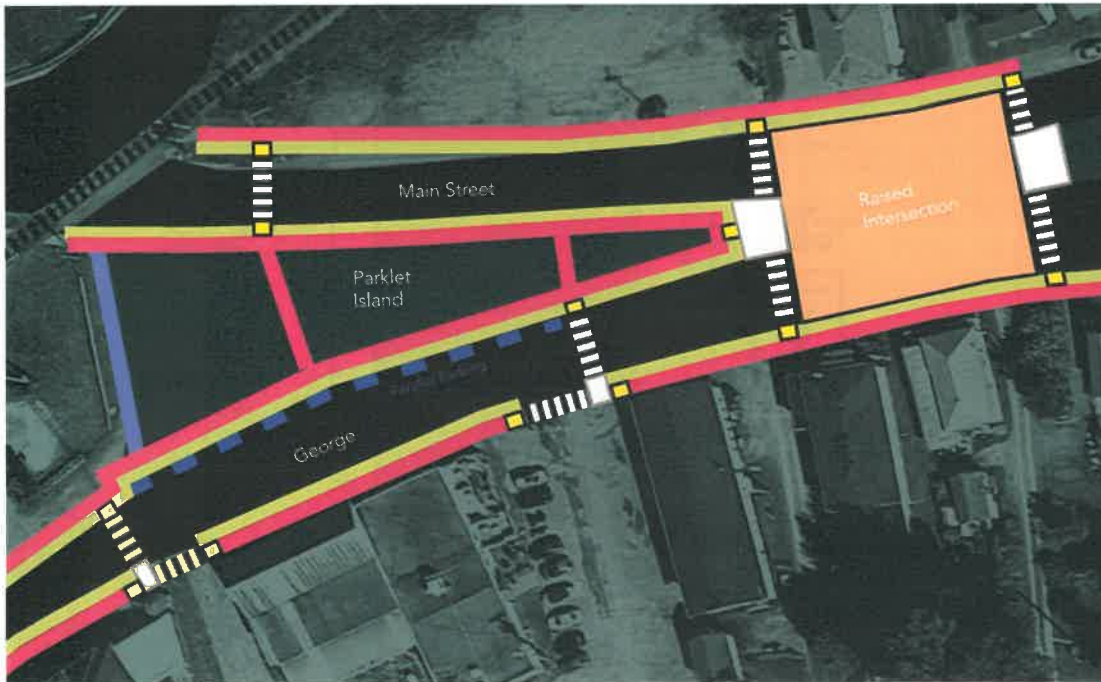 Main Street
Raised
Intersection
Parklet
Island
George